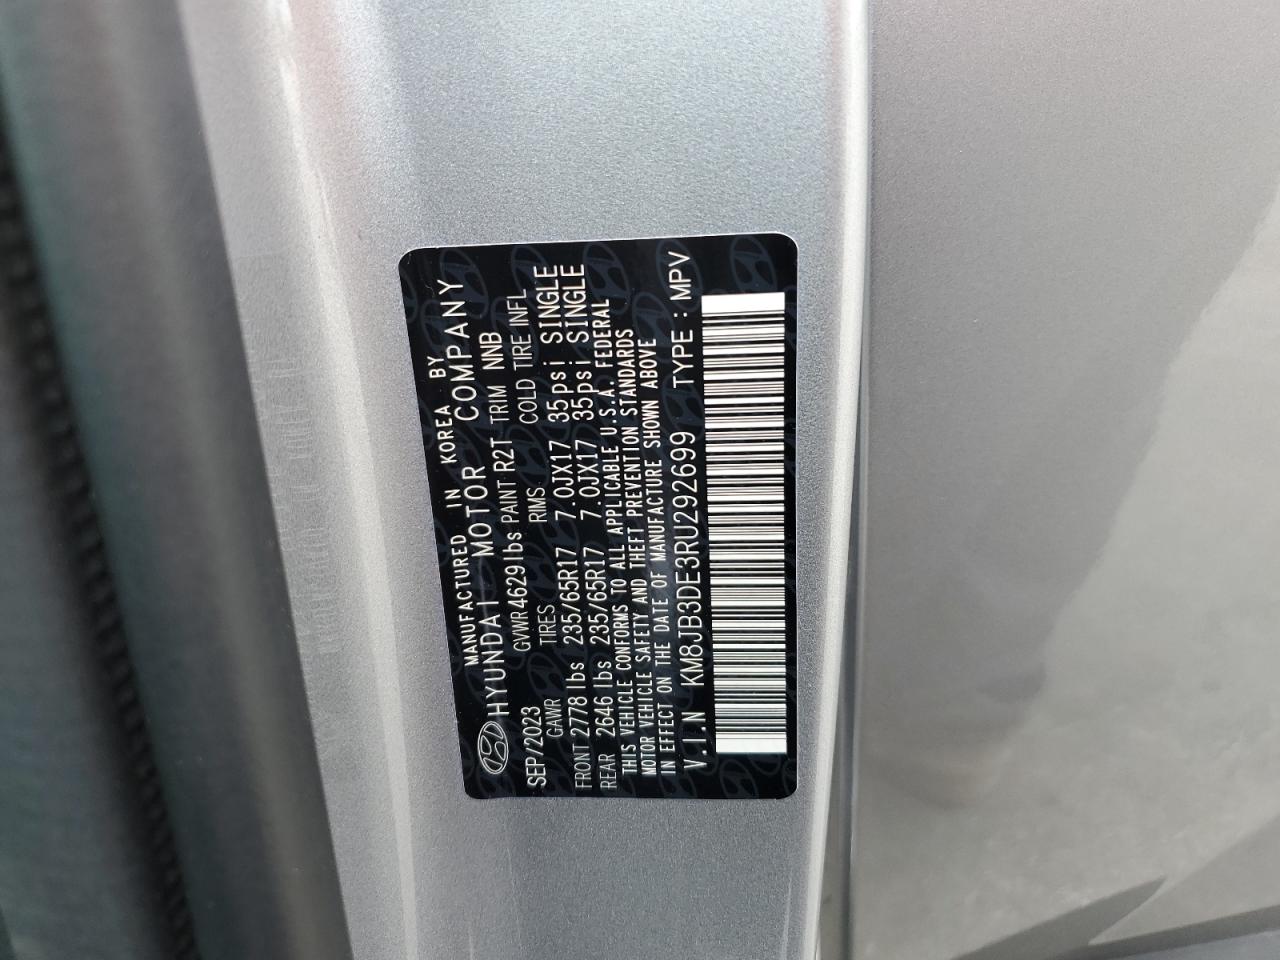 MANUFACTURED IN KOREA BY
HYUNDAI MOTOR COMPANY
SEP/2023 GVWR 4629 lbs PAINT R2T TRIM NNB
GAWR TIRES RIMS COLD TIRE INFL
FRONT 2778 lbs 235/65R17 7.0JX17 35psi SINGLE
REAR 2646 lbs 235/65R17 7.0JX17 35psi SINGLE
THIS VEHICLE CONFORMS TO ALL APPLICABLE U.S.A. FEDERAL
MOTOR VEHICLE SAFETY AND THEFT PREVENTION STANDARDS
IN EFFECT ON THE DATE OF MANUFACTURE SHOWN ABOVE
V.I.N KM8JB3DE3RU292699 TYPE : MPV